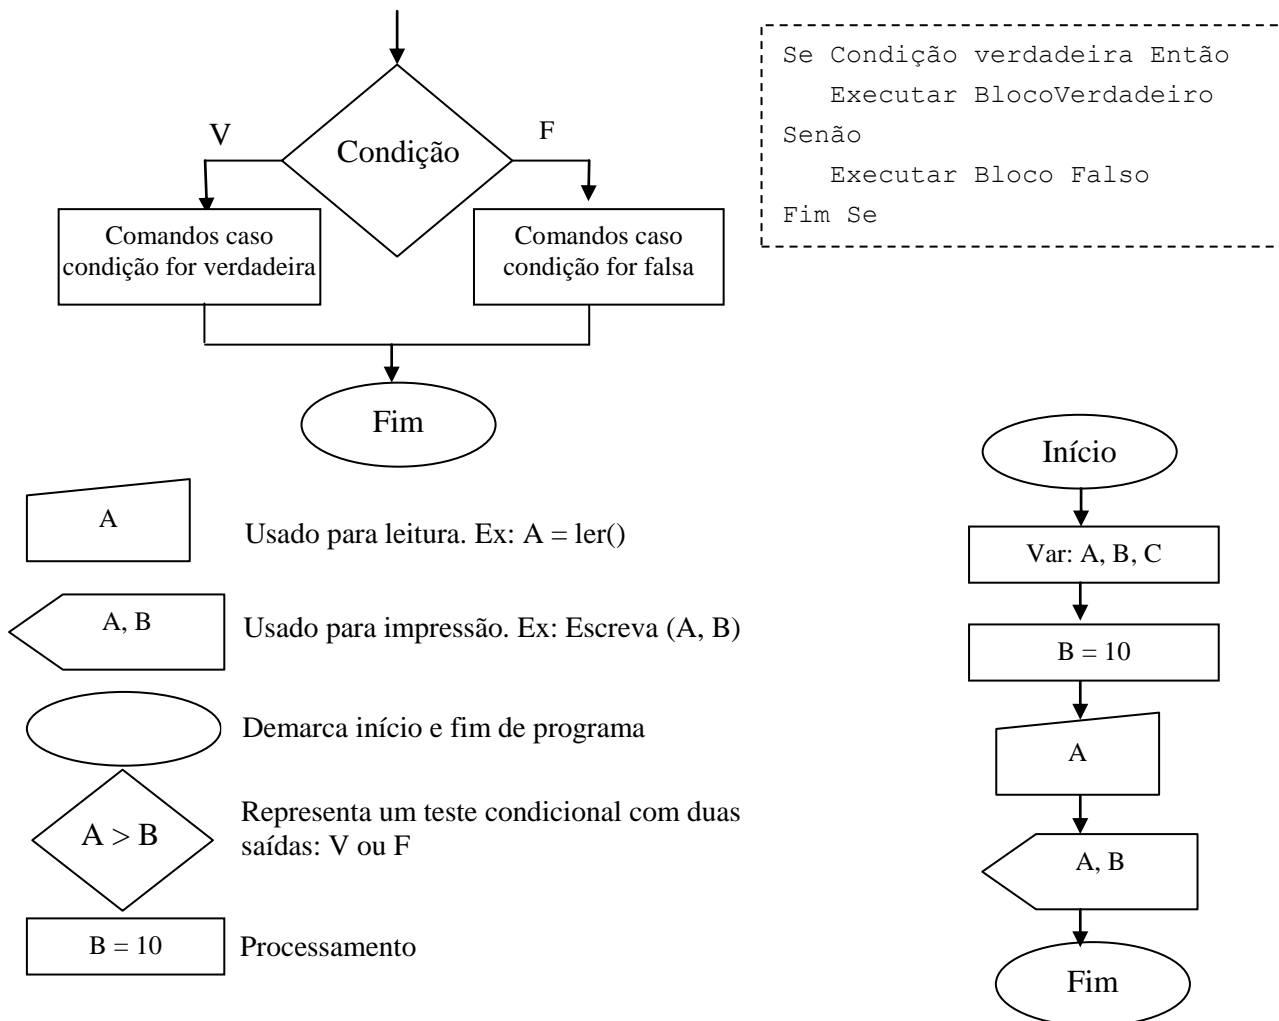 V
F
Condição
Comandos caso
condição for verdadeira
Comandos caso
condição for falsa
Fim
Se Condição verdadeira Então
Executar BlocoVerdadeiro
Senão
Executar Bloco Falso
Fim Se
A
Usado para leitura. Ex: A = ler()
A, B
Usado para impressão. Ex: Escreva (A, B)
Demarca início e fim de programa
A > B
Representa um teste condicional com duas
saídas: V ou F
B = 10
Processamento
Início
Var: A, B, C
B = 10
A
A, B
Fim